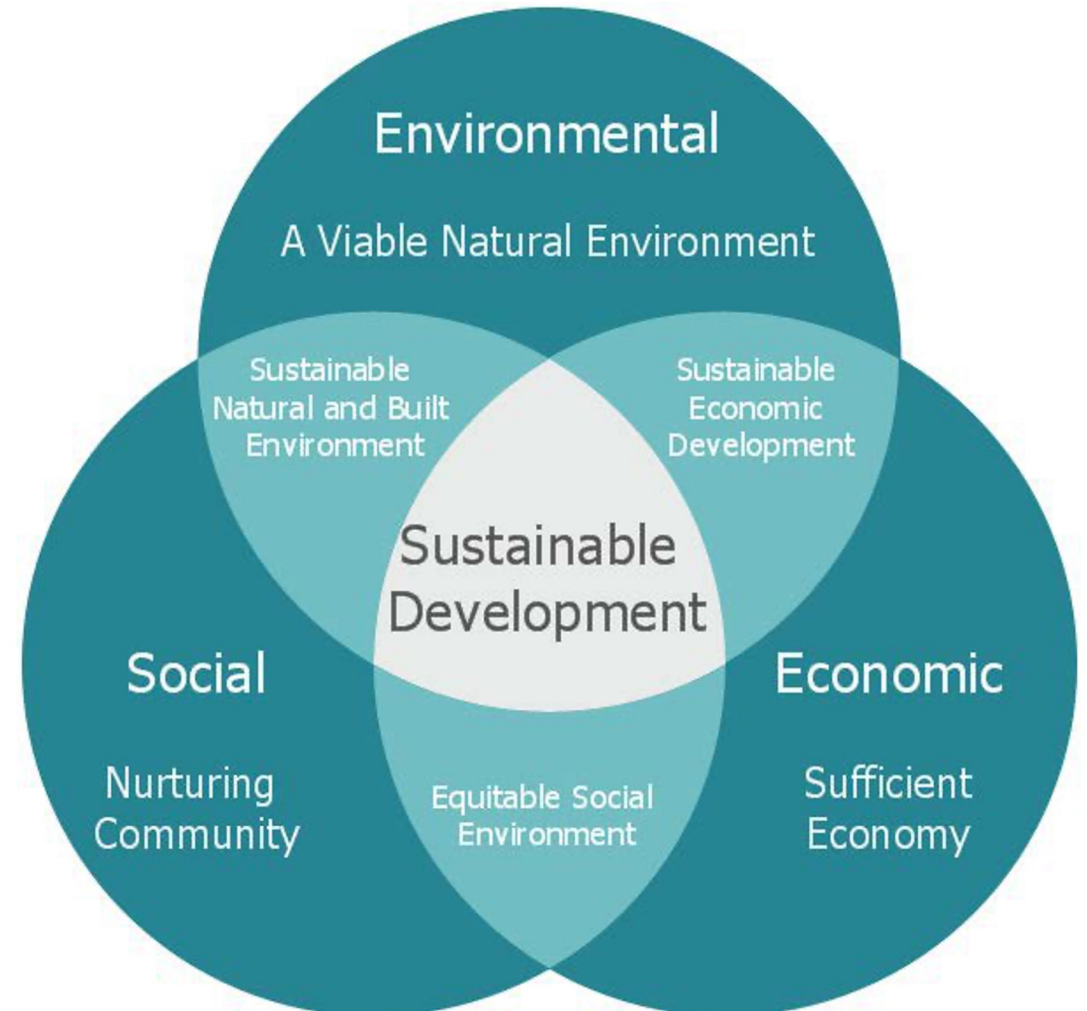 Environmental
A Viable Natural Environment
Sustainable
Natural and Built
Environment
Sustainable
Economic
Development
Sustainable
Development
Social
Nurturing
Community
Economic
Sufficient
Economy
Equitable Social
Environment